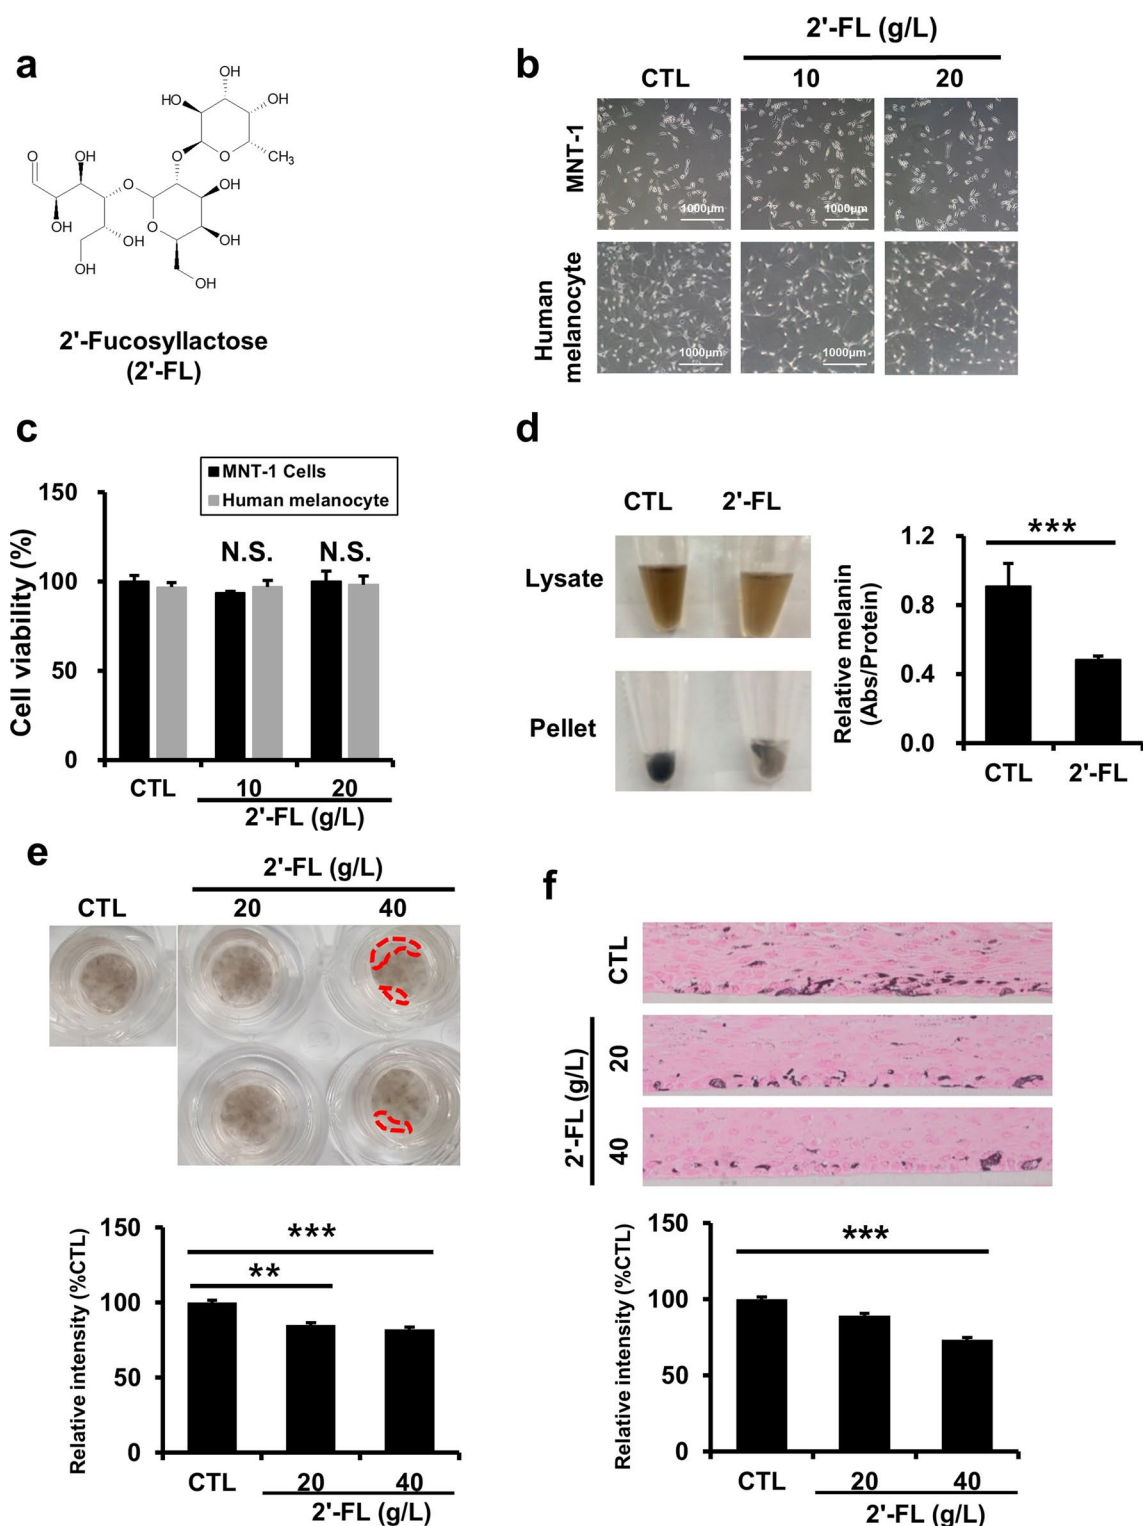 a
OH
HO
OH
O
CH3
O
O
OH
OH
O
O
OH
OH
OH
OH
OH
OH
2'-Fucosyllactose
(2'-FL)
b
2'-FL (g/L)
CTL
10
20
MNT-1
1000μm
1000μm
1000μm
Human
melanocyte
1000μm
1000μm
1000μm
c
MNT-1 Cells
Human melanocyte
Cell viability (%)
150
100
50
0
N.S.
N.S.
CTL
10
20
2'-FL (g/L)
d
CTL
2'-FL
Lysate
Pellet
Relative melanin
(Abs/Protein)
1.2
0.8
0.4
0.0
***
CTL
2'-FL
e
2'-FL (g/L)
CTL
20
40
Relative intensity (%CTL)
150
100
50
0
***
**
CTL
20
40
2'-FL (g/L)
f
CTL
20
40
2'-FL (g/L)
Relative intensity (%CTL)
150
100
50
0
***
CTL
20
40
2'-FL (g/L)